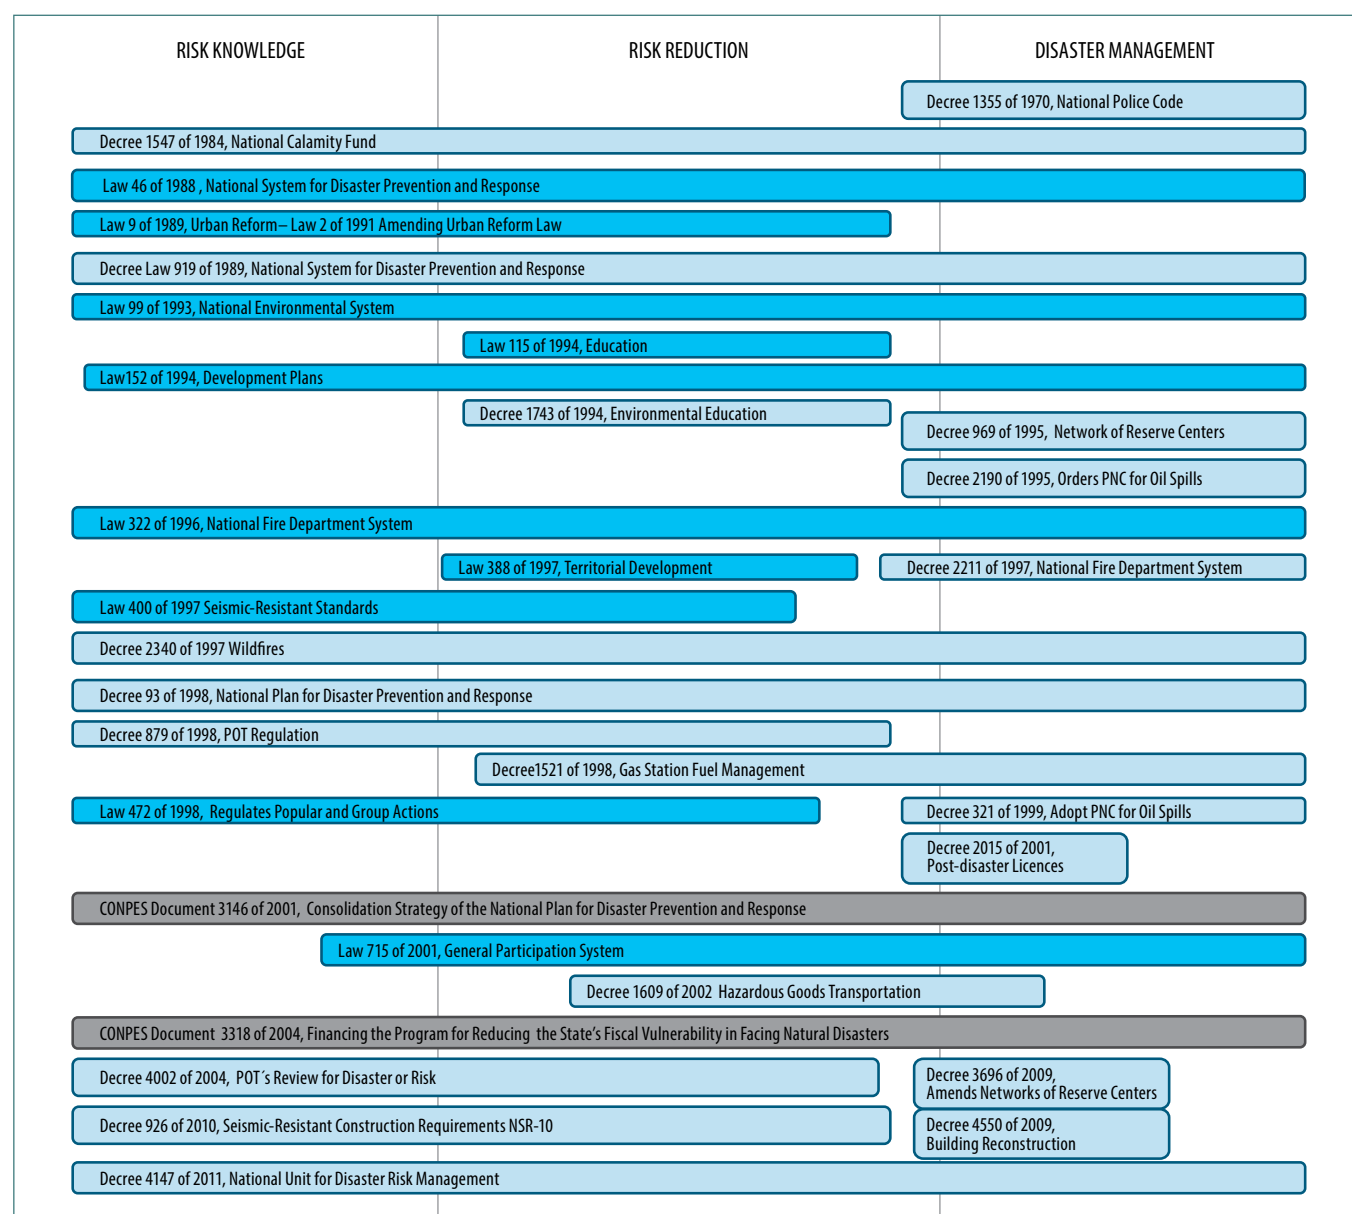 RISK KNOWLEDGE RISK REDUCTION DISASTER MANAGEMENT
Decree 1355 of 1970, National Police Code
Decree 1547 of 1984, National Calamity Fund
Law 46 of 1988 , National System for Disaster Prevention and Response
Law 9 of 1989, Urban Reform– Law 2 of 1991 Amending Urban Reform Law
Decree Law 919 of 1989, National System for Disaster Prevention and Response
Law 99 of 1993, National Environmental System
Law 115 of 1994, Education
Law152 of 1994, Development Plans
Decree 1743 of 1994, Environmental Education
Decree 969 of 1995, Network of Reserve Centers
Decree 2190 of 1995, Orders PNC for Oil Spills
Law 322 of 1996, National Fire Department System
Law 388 of 1997, Territorial Development
Decree 2211 of 1997, National Fire Department System
Law 400 of 1997 Seismic-Resistant Standards
Decree 2340 of 1997 Wildfires
Decree 93 of 1998, National Plan for Disaster Prevention and Response
Decree 879 of 1998, POT Regulation
Decree1521 of 1998, Gas Station Fuel Management
Law 472 of 1998, Regulates Popular and Group Actions
Decree 321 of 1999, Adopt PNC for Oil Spills
Decree 2015 of 2001,
Post-disaster Licences
CONPES Document 3146 of 2001, Consolidation Strategy of the National Plan for Disaster Prevention and Response
Law 715 of 2001, General Participation System
Decree 1609 of 2002 Hazardous Goods Transportation
CONPES Document 3318 of 2004, Financing the Program for Reducing the State's Fiscal Vulnerability in Facing Natural Disasters
Decree 4002 of 2004, POT´s Review for Disaster or Risk
Decree 3696 of 2009,
Amends Networks of Reserve Centers
Decree 926 of 2010, Seismic-Resistant Construction Requirements NSR-10
Decree 4550 of 2009,
Building Reconstruction
Decree 4147 of 2011, National Unit for Disaster Risk Management